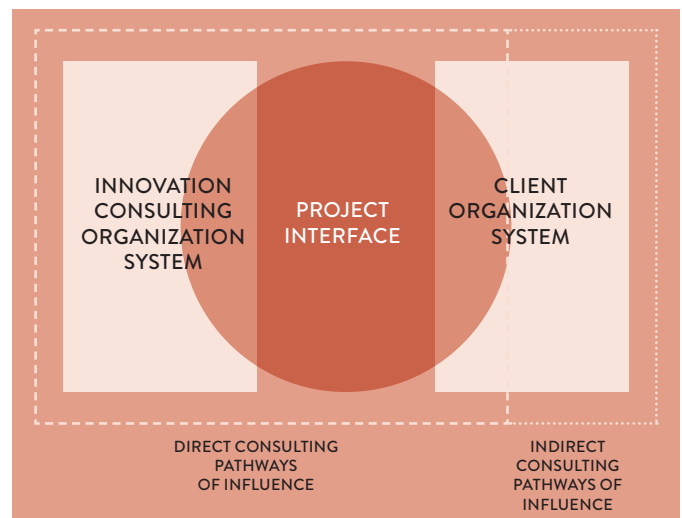 INNOVATION
CONSULTING
ORGANIZATION
SYSTEM
PROJECT
INTERFACE
CLIENT
ORGANIZATION
SYSTEM
DIRECT CONSULTING
PATHWAYS
OF INFLUENCE
INDIRECT
CONSULTING
PATHWAYS OF
INFLUENCE